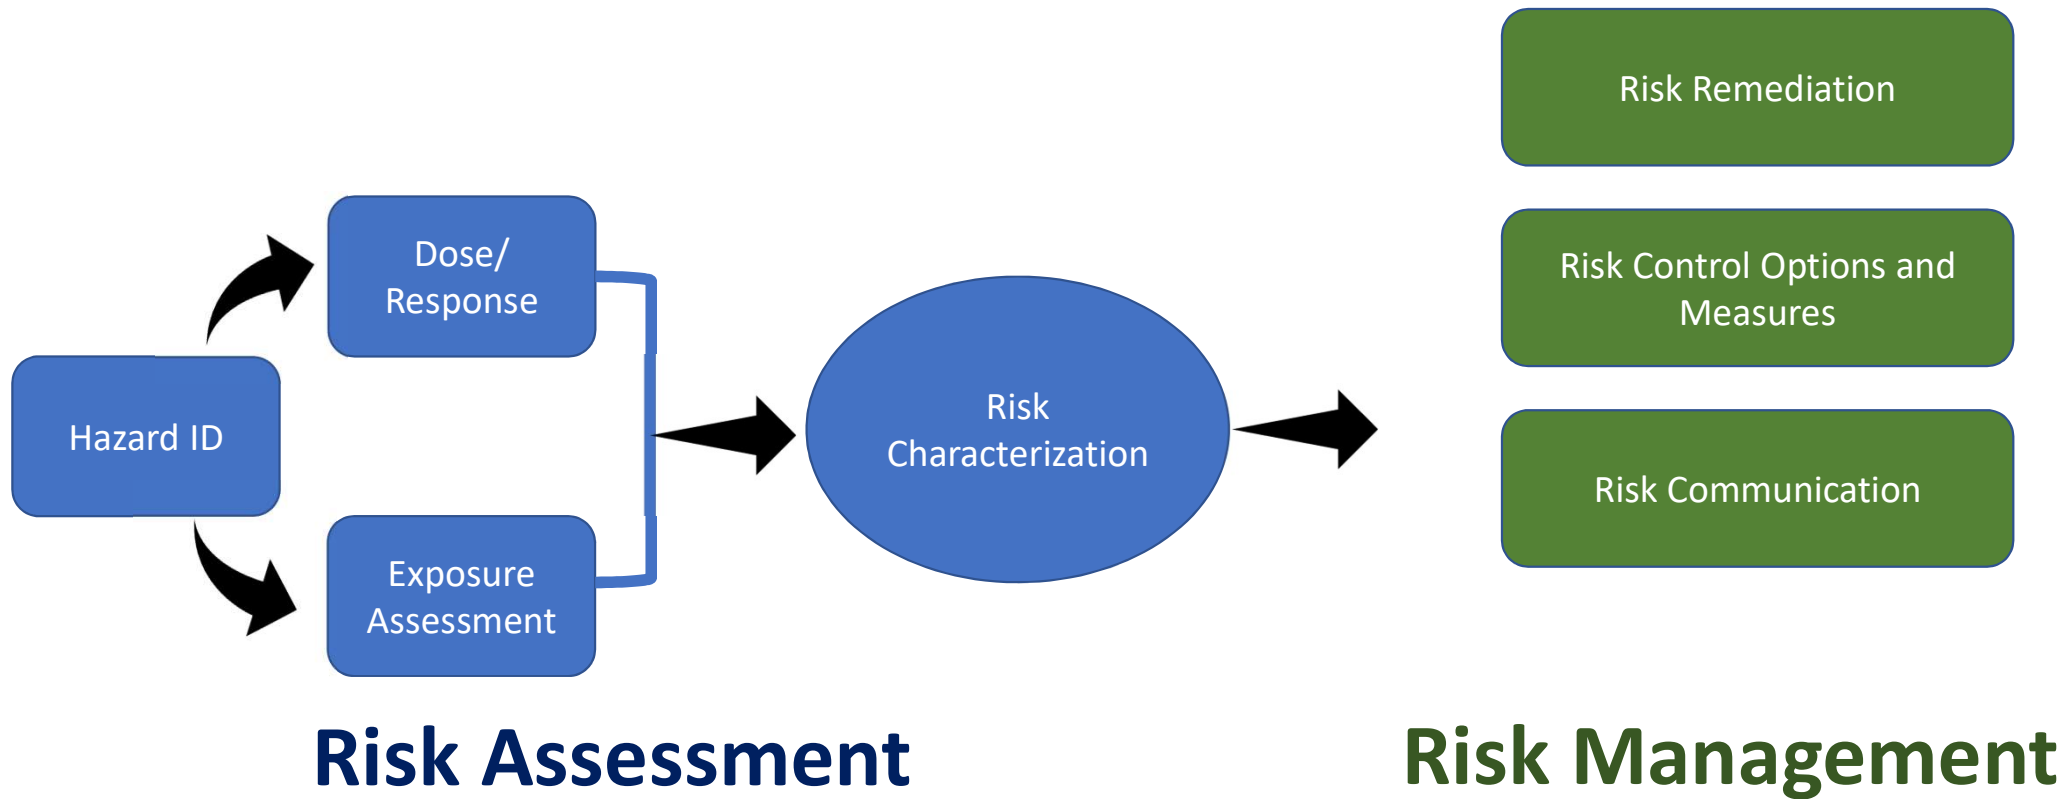 Hazard ID
Dose/
Response
Exposure
Assessment
Risk
Characterization
Risk Remediation
Risk Control Options and
Measures
Risk Communication
Risk Assessment
Risk Management